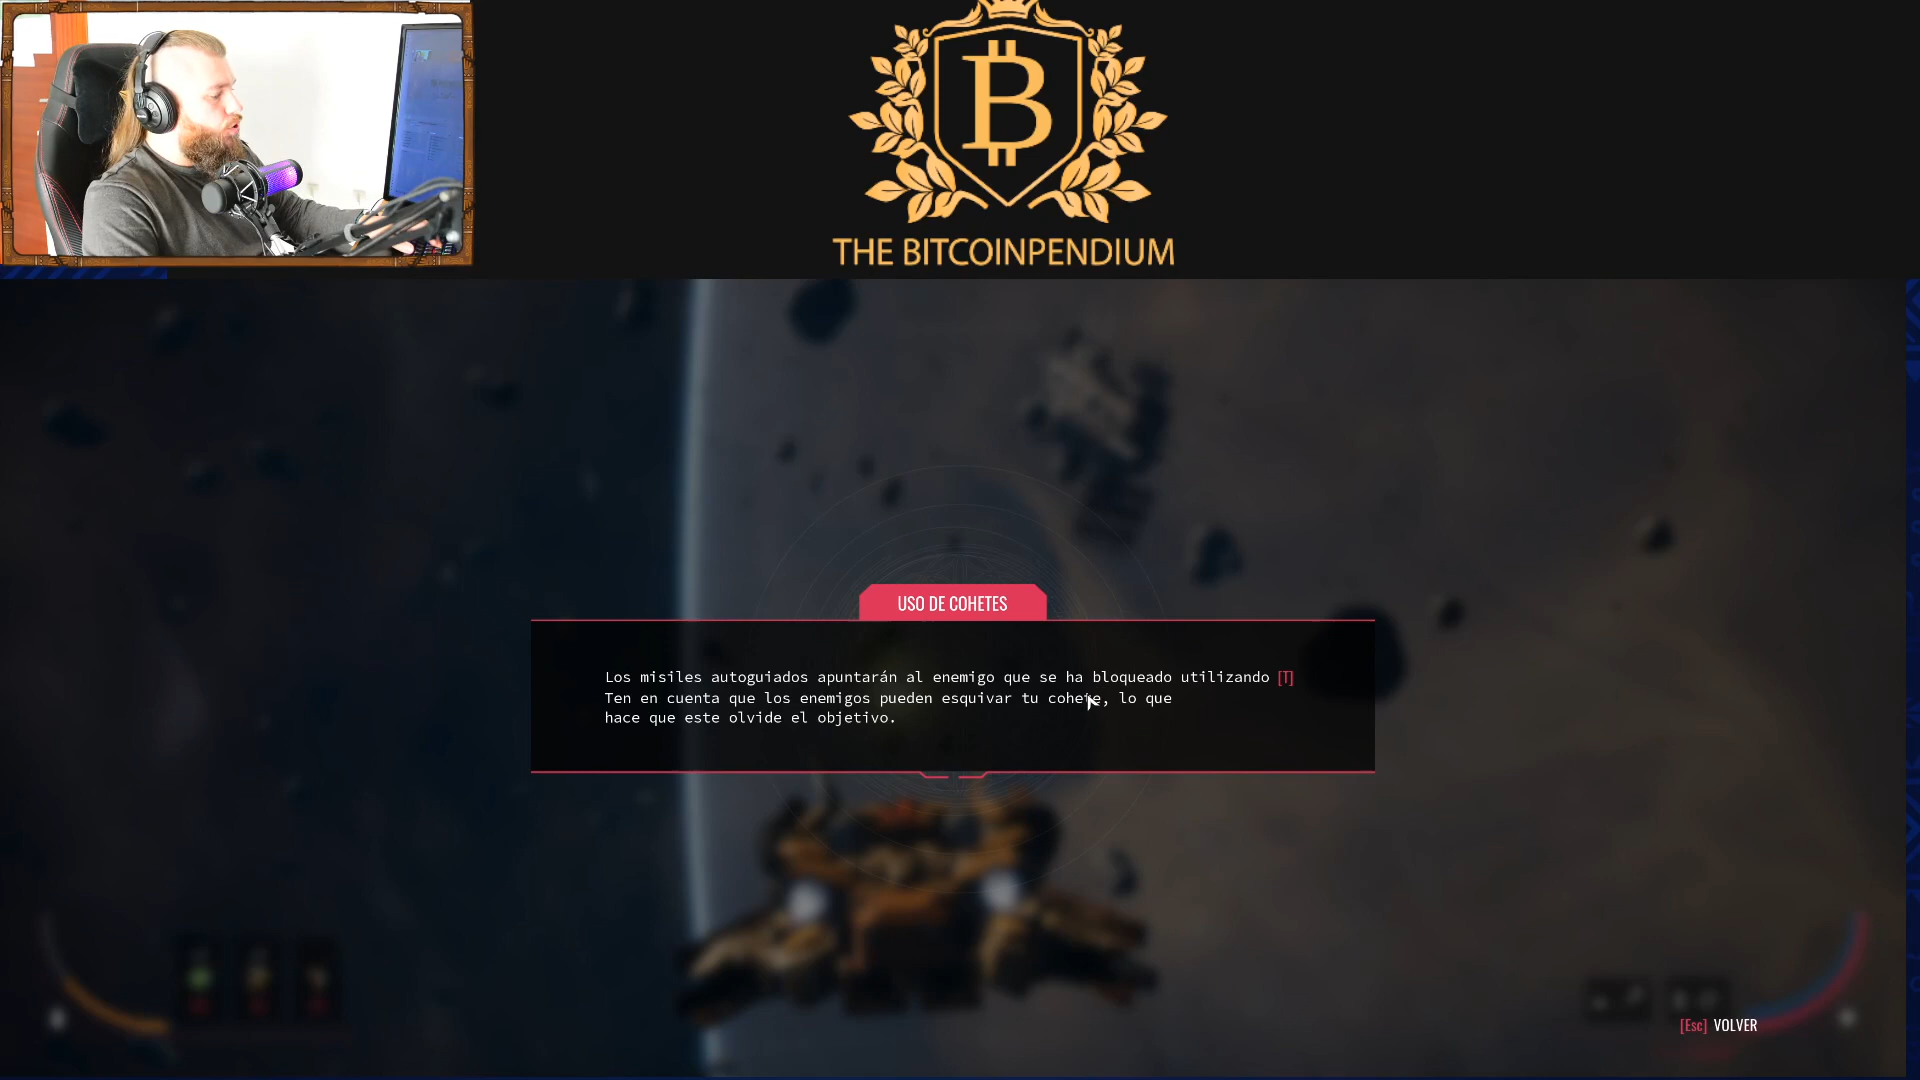 B
THE BITCOINPENDIUM
USO DE COHETES
Los misiles autoguiados apuntarán al enemigo que se ha bloqueado utilizando [T]
Ten en cuenta que los enemigos pueden esquivar tu cohete, lo que
hace que este olvide el objetivo.
[Esc] VOLVER